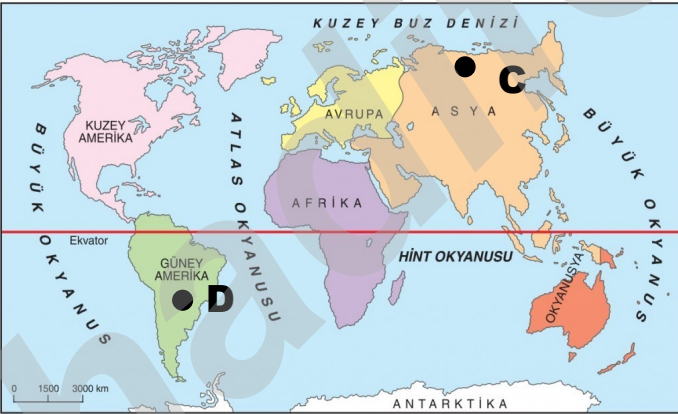 KUZEY BUZ DENİZİ
C
AVRUPA
ASYA
KUZEY
AMERİKA
ATLAS OKYANUSU
BÜYÜK OKYANUS
BÜYÜK OKYANUS
AFRİKA
Ekvator
HİNT OKYANUSU
GÜNEY
AMERİKA
D
OKYANUSYA
0 1500 3000 km
ANTARKTİKA